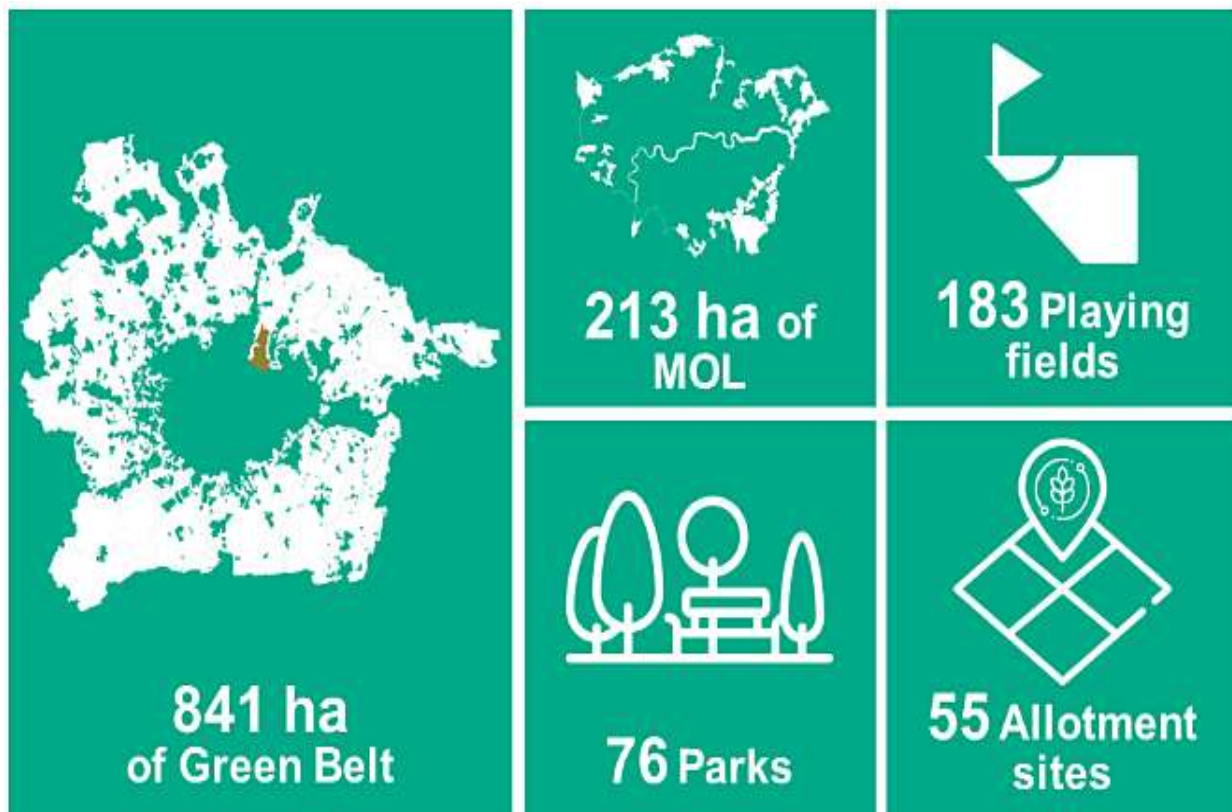 841 ha
of Green Belt
213 ha of
MOL
183 Playing
fields
76 Parks
55 Allotment
sites